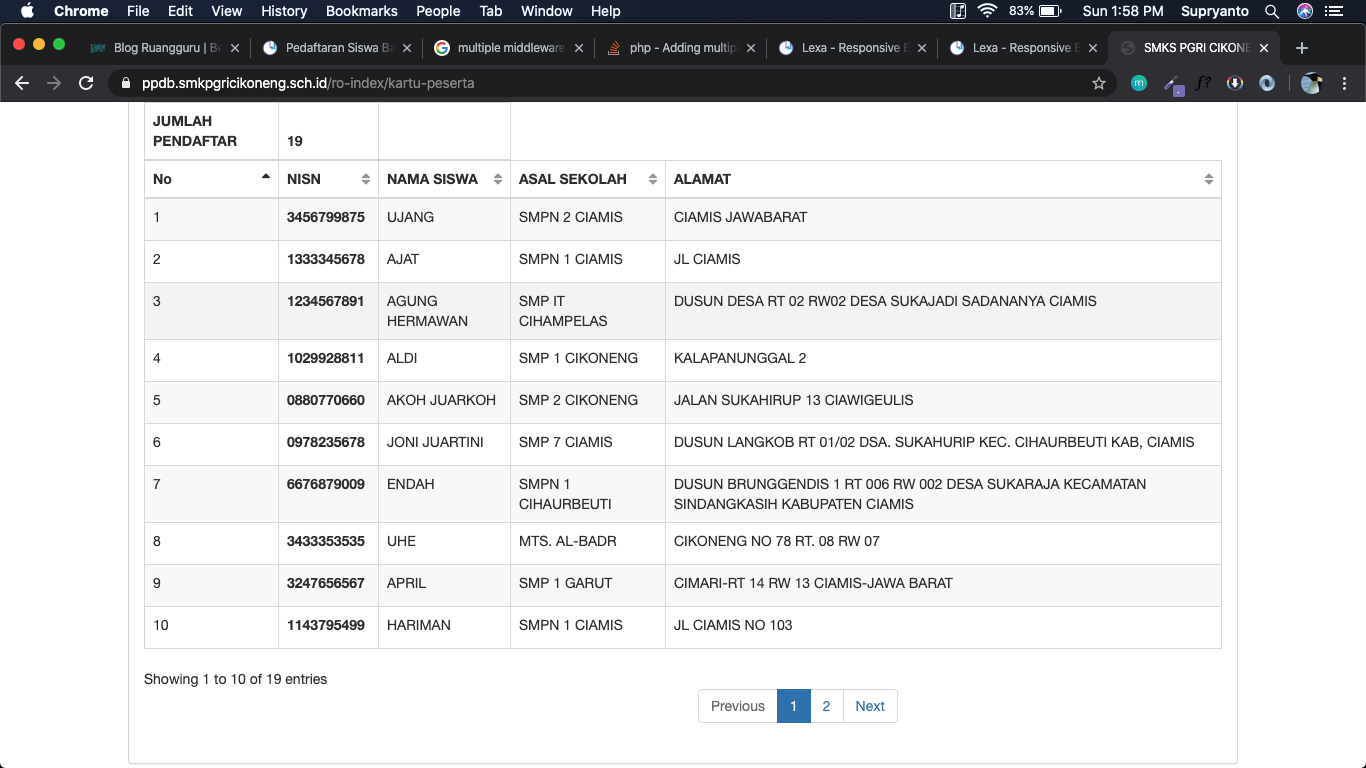 Chrome File Edit View History Bookmarks People Tab Window Help 83% Sun 1:58 PM Supryanto
Blog Ruangguru | Be Pedaftaran Siswa Ba multiple middleware php - Adding multip Lexa - Responsive B Lexa - Responsive B SMKS PGRI CIKONE
ppdb.smkpgricikoneng.sch.id/ro-index/kartu-peserta
JUMLAH
PENDAFTAR 19
No NISN NAMA SISWA ASAL SEKOLAH ALAMAT
1 3456799875 UJANG SMPN 2 CIAMIS CIAMIS JAWABARAT
2 1333345678 AJAT SMPN 1 CIAMIS JL CIAMIS
3 1234567891 AGUNG SMP IT DUSUN DESA RT 02 RW02 DESA SUKAJADI SADANANYA CIAMIS
HERMAWAN CIHAMPELAS
4 1029928811 ALDI SMP 1 CIKONENG KALAPANUNGGAL 2
5 0880770660 AKOH JUARKOH SMP 2 CIKONENG JALAN SUKAHIRUP 13 CIAWIGEULIS
6 0978235678 JONI JUARTINI SMP 7 CIAMIS DUSUN LANGKOB RT 01/02 DSA. SUKAHURIP KEC. CIHAURBEUTI KAB, CIAMIS
7 6676879009 ENDAH SMPN 1 DUSUN BRUNGGENDIS 1 RT 006 RW 002 DESA SUKARAJA KECAMATAN
CIHAURBEUTI SINDANGKASIH KABUPATEN CIAMIS
8 3433353535 UHE MTS. AL-BADR CIKONENG NO 78 RT. 08 RW 07
9 3247656567 APRIL SMP 1 GARUT CIMARI-RT 14 RW 13 CIAMIS-JAWA BARAT
10 1143795499 HARIMAN SMPN 1 CIAMIS JL CIAMIS NO 103
Showing 1 to 10 of 19 entries
Previous 1 2 Next